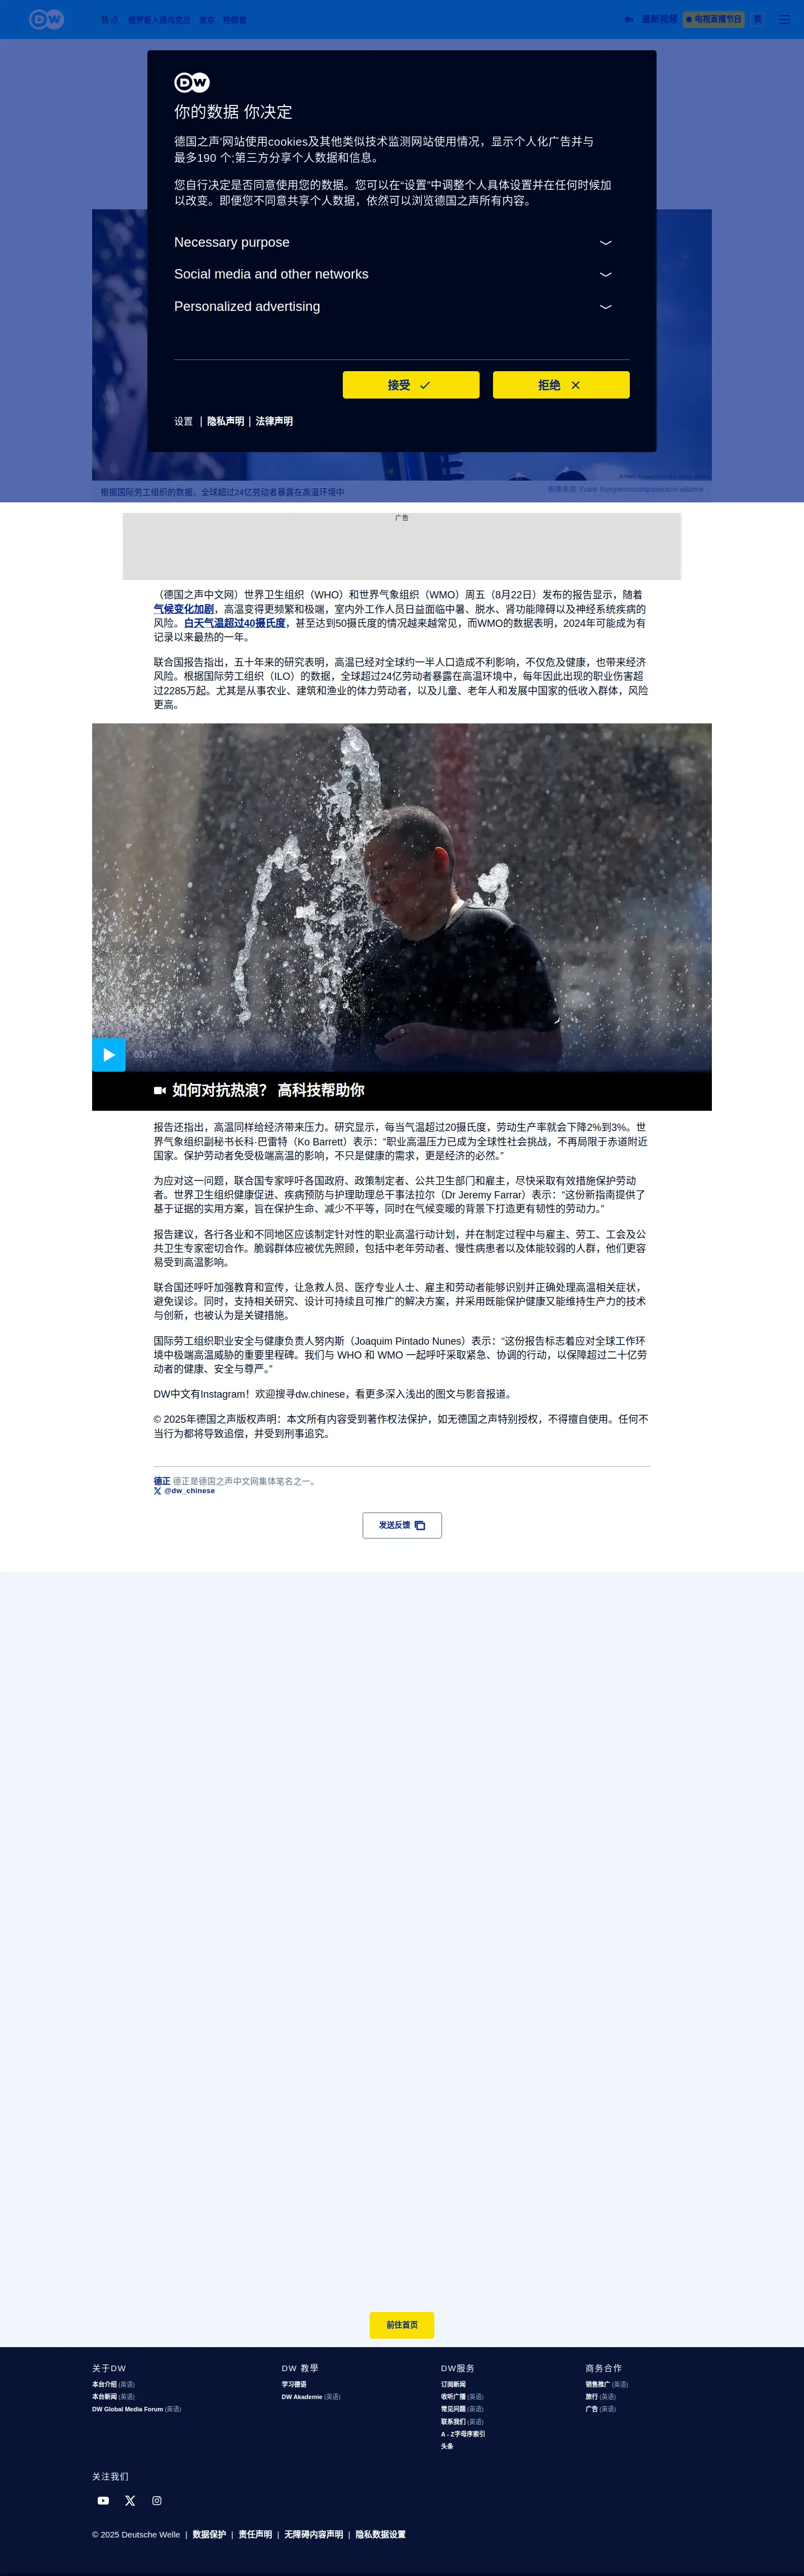 DW
焦点 俄罗斯入侵乌克兰 普京 特朗普
最新视频 电视直播节目 繁
DW
你的数据 你决定
德国之声'网站使用cookies及其他类似技术监测网站使用情况，显示个人化广告并与
最多190 个;第三方分享个人数据和信息。
您自行决定是否同意使用您的数据。您可以在“设置”中调整个人具体设置并在任何时候加
以改变。即便您不同意共享个人数据，依然可以浏览德国之声所有内容。
Necessary purpose
Social media and other networks
Personalized advertising
接受
拒绝
设置 | 隐私声明 | 法律声明
根据国际劳工组织的数据，全球超过24亿劳动者暴露在高温环境中
图像来源: Frank Rumpenhorst/dpa/picture alliance
广告
（德国之声中文网）世界卫生组织（WHO）和世界气象组织（WMO）周五（8月22日）发布的报告显示，随着
气候变化加剧，高温变得更频繁和极端，室内外工作人员日益面临中暑、脱水、肾功能障碍以及神经系统疾病的
风险。白天气温超过40摄氏度，甚至达到50摄氏度的情况越来越常见，而WMO的数据表明，2024年可能成为有
记录以来最热的一年。
联合国报告指出，五十年来的研究表明，高温已经对全球约一半人口造成不利影响，不仅危及健康，也带来经济
风险。根据国际劳工组织（ILO）的数据，全球超过24亿劳动者暴露在高温环境中，每年因此出现的职业伤害超
过2285万起。尤其是从事农业、建筑和渔业的体力劳动者，以及儿童、老年人和发展中国家的低收入群体，风险
更高。
03:47
如何对抗热浪？ 高科技帮助你
报告还指出，高温同样给经济带来压力。研究显示，每当气温超过20摄氏度，劳动生产率就会下降2%到3%。世
界气象组织副秘书长科·巴雷特（Ko Barrett）表示：“职业高温压力已成为全球性社会挑战，不再局限于赤道附近
国家。保护劳动者免受极端高温的影响，不只是健康的需求，更是经济的必然。”
为应对这一问题，联合国专家呼吁各国政府、政策制定者、公共卫生部门和雇主，尽快采取有效措施保护劳动
者。世界卫生组织健康促进、疾病预防与护理助理总干事法拉尔（Dr Jeremy Farrar）表示：“这份新指南提供了
基于证据的实用方案，旨在保护生命、减少不平等，同时在气候变暖的背景下打造更有韧性的劳动力。”
报告建议，各行各业和不同地区应该制定针对性的职业高温行动计划，并在制定过程中与雇主、劳工、工会及公
共卫生专家密切合作。脆弱群体应被优先照顾，包括中老年劳动者、慢性病患者以及体能较弱的人群，他们更容
易受到高温影响。
联合国还呼吁加强教育和宣传，让急救人员、医疗专业人士、雇主和劳动者能够识别并正确处理高温相关症状，
避免误诊。同时，支持相关研究、设计可持续且可推广的解决方案，并采用既能保护健康又能维持生产力的技术
与创新，也被认为是关键措施。
国际劳工组织职业安全与健康负责人努内斯（Joaquim Pintado Nunes）表示：“这份报告标志着应对全球工作环
境中极端高温威胁的重要里程碑。我们与 WHO 和 WMO 一起呼吁采取紧急、协调的行动，以保障超过二十亿劳
动者的健康、安全与尊严。”
DW中文有Instagram！欢迎搜寻dw.chinese，看更多深入浅出的图文与影音报道。
© 2025年德国之声版权声明：本文所有内容受到著作权法保护，如无德国之声特别授权，不得擅自使用。任何不
当行为都将导致追偿，并受到刑事追究。
德正 德正是德国之声中文网集体笔名之一。
@dw_chinese
发送反馈
前往首页
关于DW
本台介绍 (英语)
本台新闻 (英语)
DW Global Media Forum (英语)
DW 教學
学习德语
DW Akademie (英语)
DW服务
订阅新闻
收听广播 (英语)
常见问题 (英语)
联系我们 (英语)
A - Z字母序索引
头条
商务合作
销售推广 (英语)
旅行 (英语)
广告 (英语)
关注我们
© 2025 Deutsche Welle | 数据保护 | 责任声明 | 无障碍内容声明 | 隐私数据设置